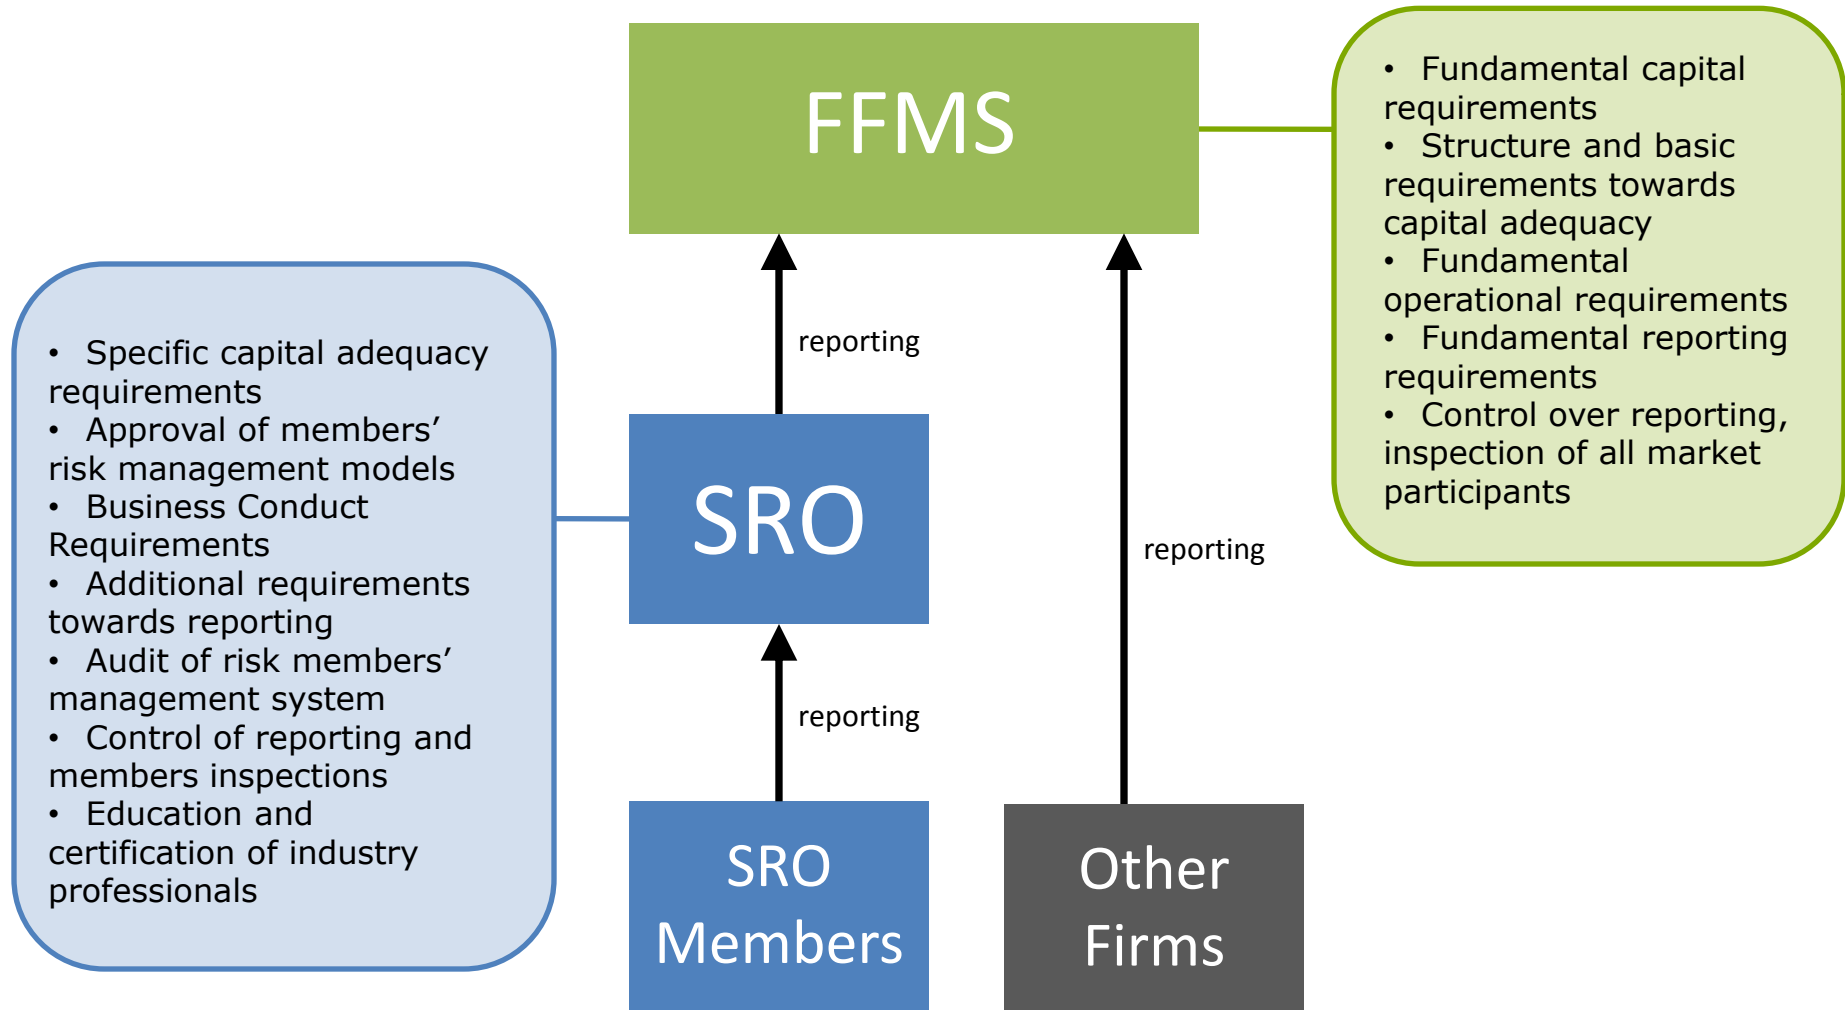 FFMS
• Fundamental capital
requirements
• Structure and basic
requirements towards
capital adequacy
• Fundamental
operational requirements
• Fundamental reporting
requirements
• Control over reporting,
inspection of all market
participants
reporting
• Specific capital adequacy
requirements
• Approval of members’
risk management models
• Business Conduct
Requirements
• Additional requirements
towards reporting
• Audit of risk members’
management system
• Control of reporting and
members inspections
• Education and
certification of industry
professionals
SRO
reporting
reporting
SRO
Members
Other
Firms